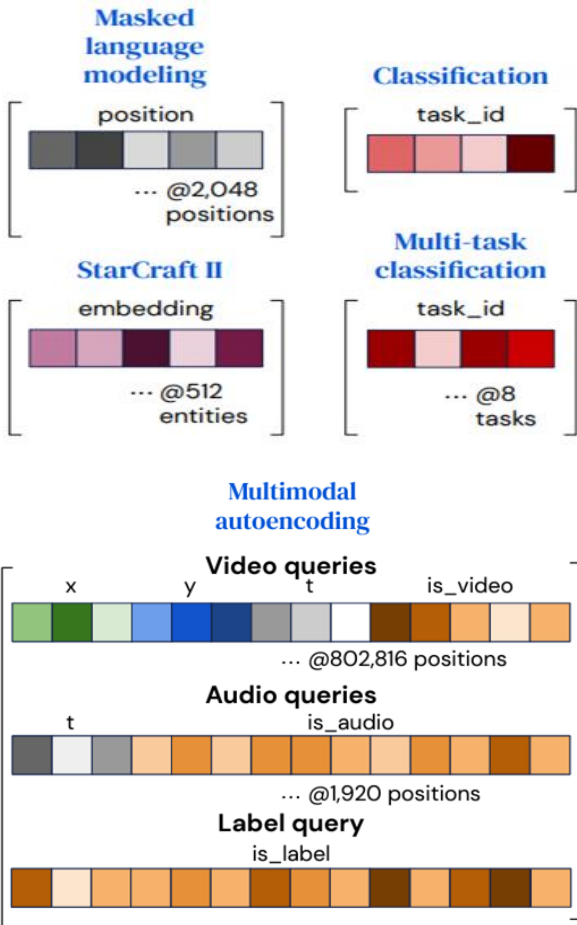 Masked
language
modeling
position
... @2,048
positions
Classification
task_id
StarCraft II
embedding
... @512
entities
Multi-task
classification
task_id
... @8
tasks
Multimodal
autoencoding
Video queries
x y t is_video
... @802,816 positions
Audio queries
t is_audio
... @1,920 positions
Label query
is_label